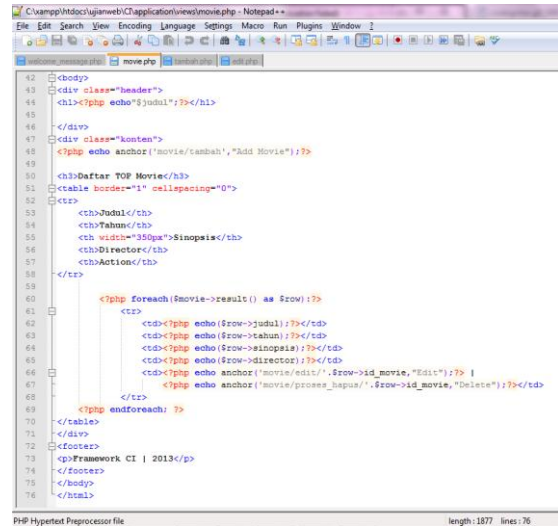 C:\xampp\htdocs\ujianweb\CI\application\views\movie.php - Notepad++
File Edit Search View Encoding Language Settings Macro Run Plugins Window ?
welcome_message.php movie.php tambah.php edit.php
42 <body>
43 <div class="header">
44 <h1><?php echo"$judul";?></h1>
45
46 </div>
47 <div class="konten">
48 <?php echo anchor('movie/tambah',"Add Movie");?>
49
50 <h3>Daftar TOP Movie</h3>
51 <table border="1" cellspacing="0">
52 <tr>
53 <th>Judul</th>
54 <th>Tahun</th>
55 <th width="350px">Sinopsis</th>
56 <th>Director</th>
57 <th>Action</th>
58 </tr>
59
60 <?php foreach($movie->result() as $row):?>
61 <tr>
62 <td><?php echo($row->judul);?></td>
63 <td><?php echo($row->tahun);?></td>
64 <td><?php echo($row->sinopsis);?></td>
65 <td><?php echo($row->director);?></td>
66 <td><?php echo anchor('movie/edit/'.$row->id_movie,"Edit");?> |
67 <?php echo anchor('movie/proses_hapus/'.$row->id_movie,"Delete");?></td>
68 </tr>
69 <?php endforeach; ?>
70 </table>
71 </div>
72 <footer>
73 <p>Framework CI | 2013</p>
74 </footer>
75 </body>
76 </html>
PHP Hypertext Preprocessor file length : 1877 lines : 76